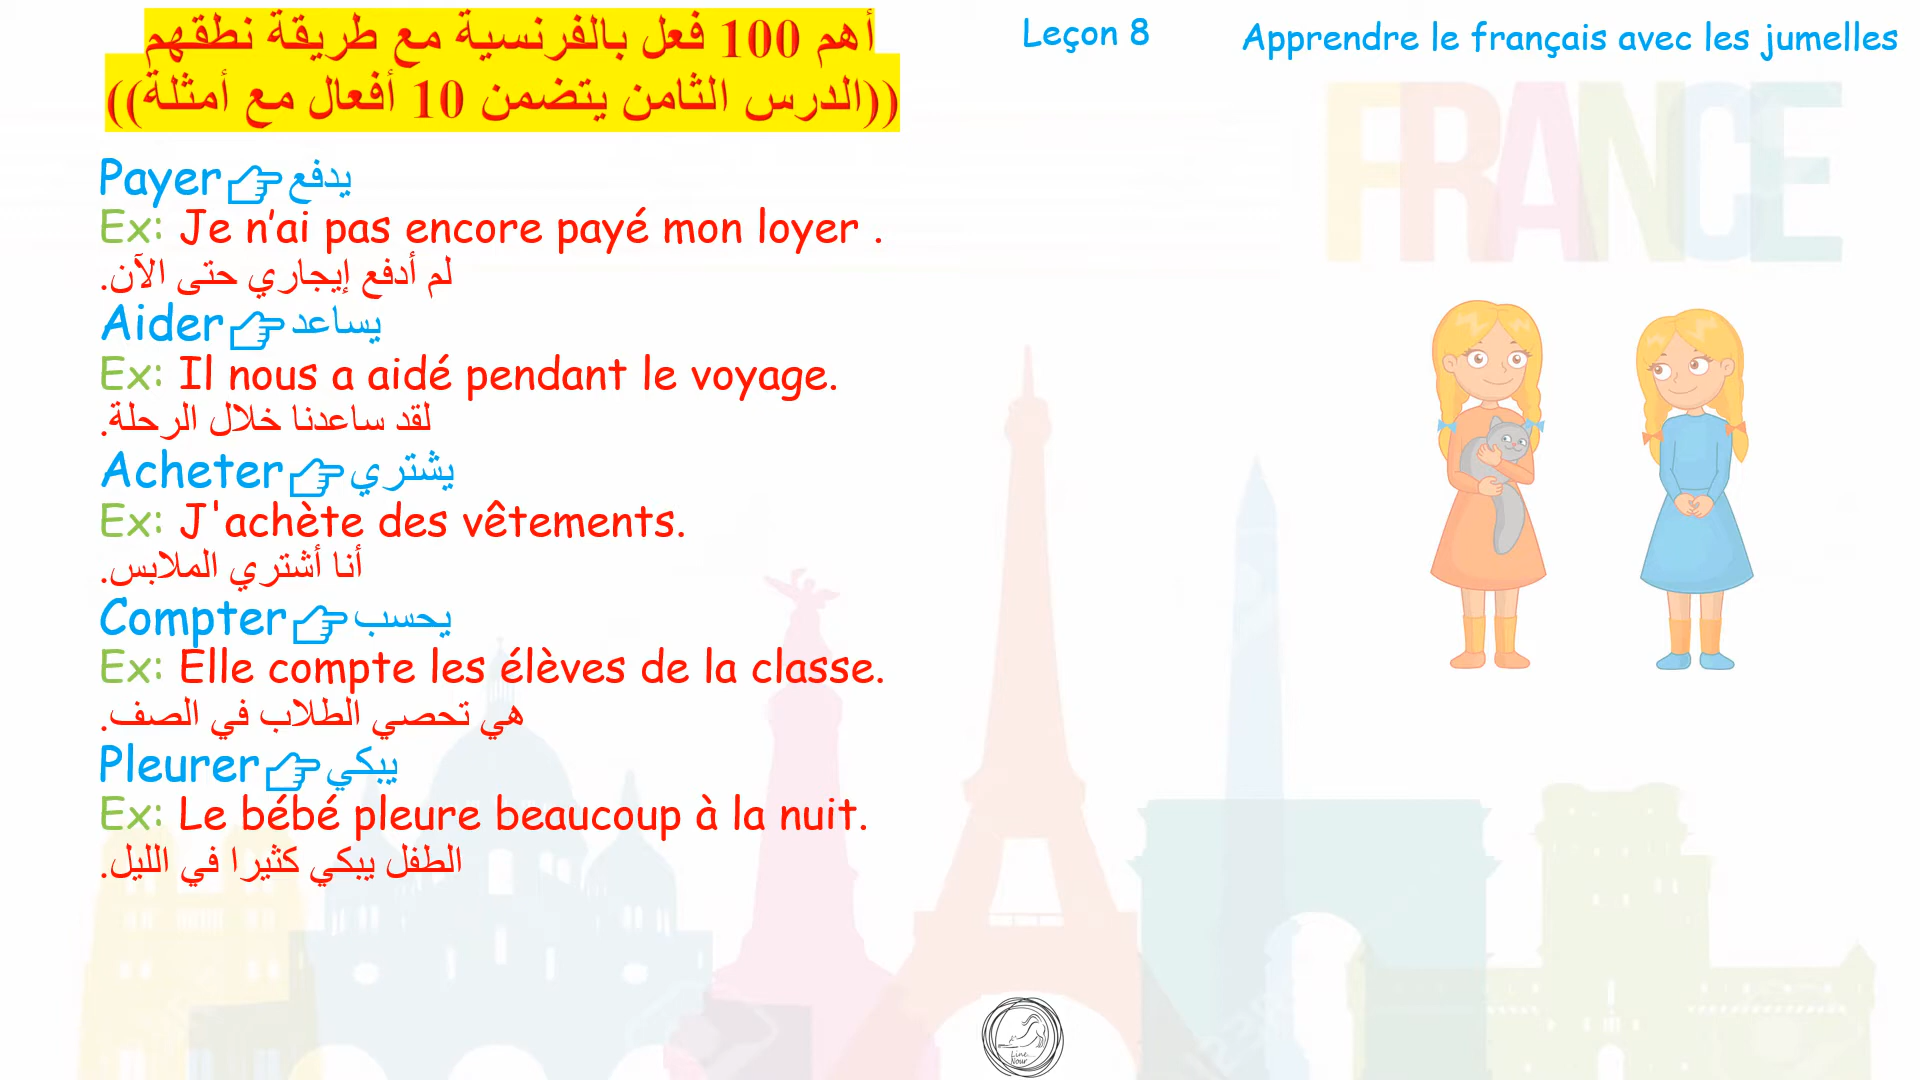 أهم 100 فعل بالفرنسية مع طريقة نطقهم
((الدرس الثامن يتضمن 10 أفعال مع أمثلة))
Leçon 8
Apprendre le français avec les jumelles
FRANCE
Payer👉يدفع
Ex: Je n’ai pas encore payé mon loyer .
لم أدفع إيجاري حتى الآن.
Aider👉يساعد
Ex: Il nous a aidé pendant le voyage.
لقد ساعدنا خلال الرحلة.
Acheter👉يشتري
Ex: J'achète des vêtements.
أنا أشتري الملابس.
Compter👉يحسب
Ex: Elle compte les élèves de la classe.
هي تحصي الطلاب في الصف.
Pleurer👉يبكي
Ex: Le bébé pleure beaucoup à la nuit.
الطفل يبكي كثيرا في الليل.
Line
Nour